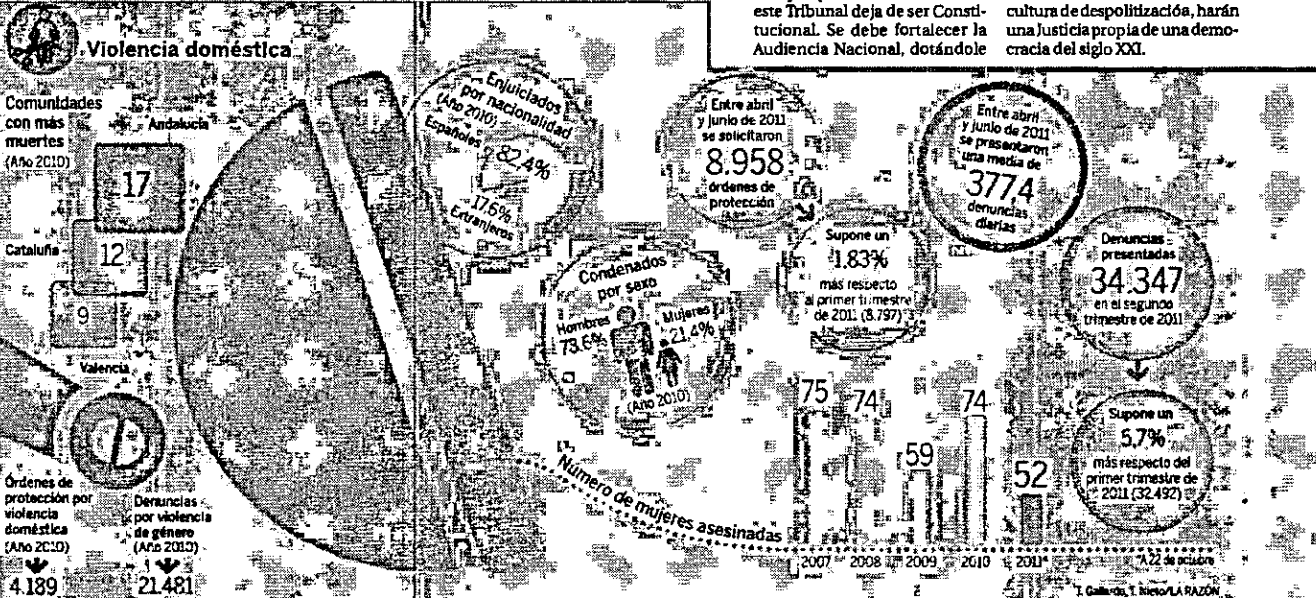 este Tribunal deja de ser Consti-
tucional. Se debe fortalecer la
Audiencia Nacional, dotándole
cultura de despolitizacióa, harán
una Justicia propia de una demo-
cracia del siglo XXI.
Violencia doméstica
Comunidades
con más
muertes
(Año 2010)
Andalucía
17
Cataluña
12
9
Valencia
Órdenes de
protección por
violencia
doméstica
(Año 2010)
4.189
Denuncias
por violencia
de género
(Año 2010)
21.481
Enjuiciados
por nacionalidad
(Año 2010)
Españoles
82.4%
17.6%
Extranjeros
Condenados
por sexo
Hombres
78.6%
Mujeres
21.4%
(Año 2010)
Entre abril
y junio de 2011
se solicitaron
8.958
órdenes de
protección
Supone un
1.83%
más respecto
al primer trimestre
de 2011 (8.797)
Entre abril
y junio de 2011
se presentaron
una media de
377,4
denuncias
diarias
Denuncias
presentadas
34.347
en el segundo
trimestre de 2011
Supone un
5,7%
más respecto del
primer trimestre de
2011 (32.492)
Número de mujeres asesinadas
75
74
59
74
52
2007 2008 2009 2010 2011*
*A 22 de octubre
J. Gallardo, T. Nieto/LA RAZÓN